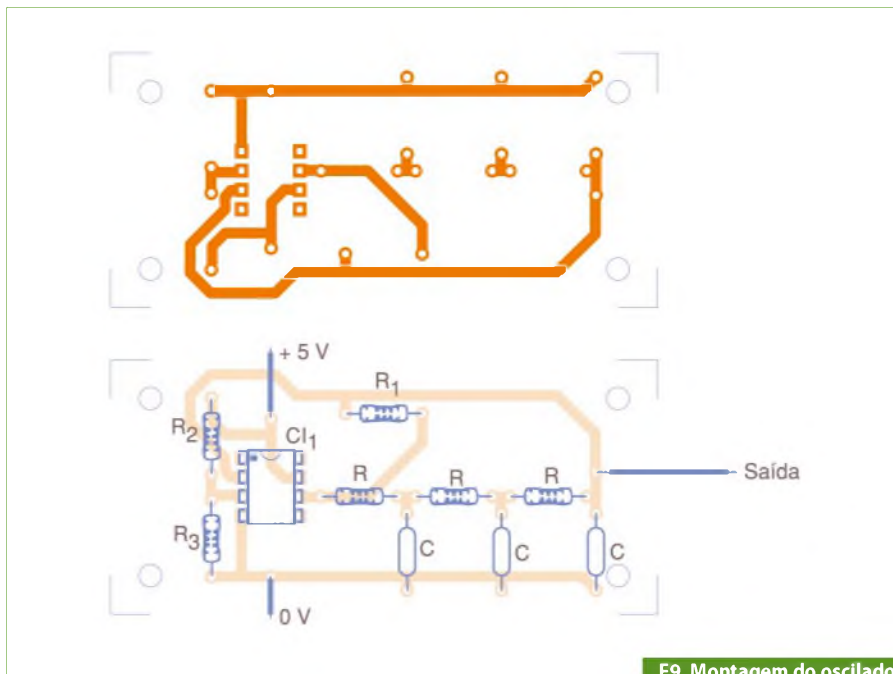 + 5 V
R1
R2
CI1
R
R
R
Saída
R3
C
C
C
0 V
F9. Montagem do oscilado